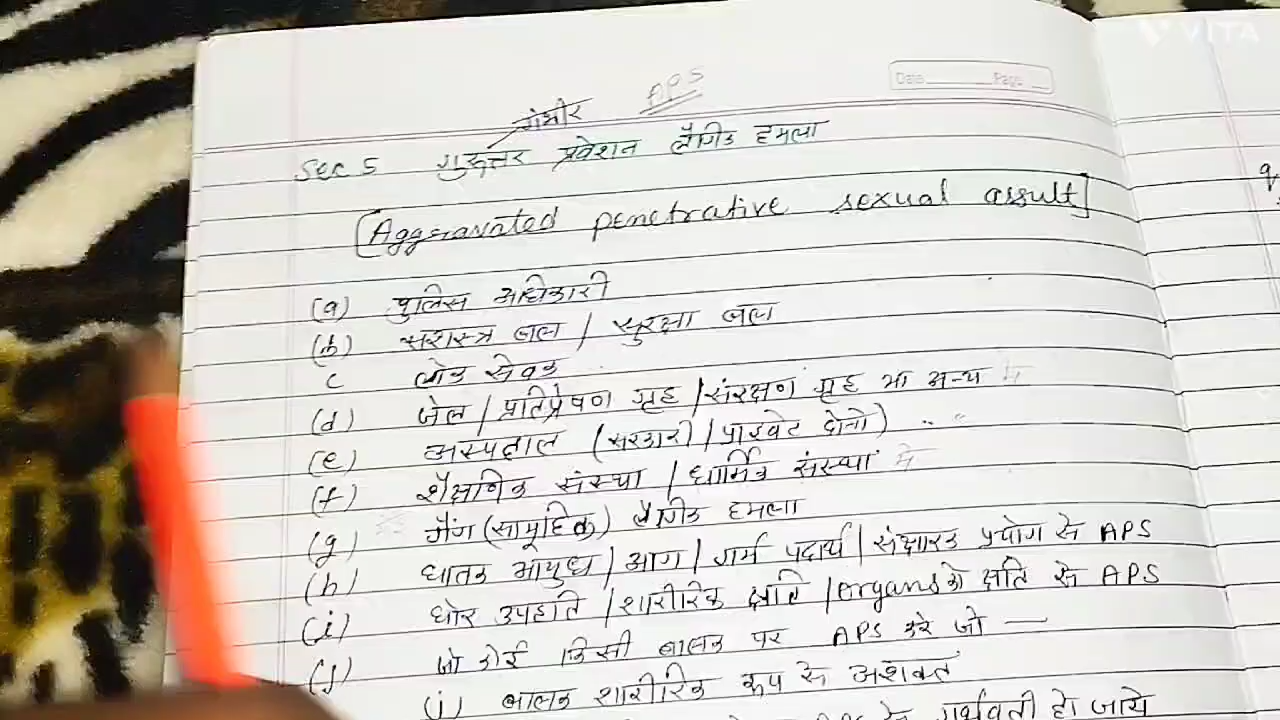 VITA
Date Page
गंभीर APS
Sec 5 गुरूत्तर प्रवेशन लैंगिक हमला
[Aggravated penetrative sexual assult]
(a) पुलिस अधिकारी
(b) सशस्त्र बल / सुरक्षा बल
c लोक सेवक
(d) जेल / प्रतिप्रेषण गृह / संरक्षण गृह या अन्य में
(e) अस्पताल (सरकारी / प्राइवेट दोनो) .. "
(f) शैक्षणिक संस्था / धार्मिक संस्था में
(g) गैंग (सामूहिक) लैंगिक हमला
(h) घातक आयुध / आग / गर्म पदार्थ / संक्षारक प्रयोग से APS
(i) घोर उपहति / शारीरिक क्षति / organs को क्षति से APS
(j) जो कोई किसी बालक पर APS करे जो —
(i) बालक शारीरिक रूप से अशक्त
गर्भवती हो जाये